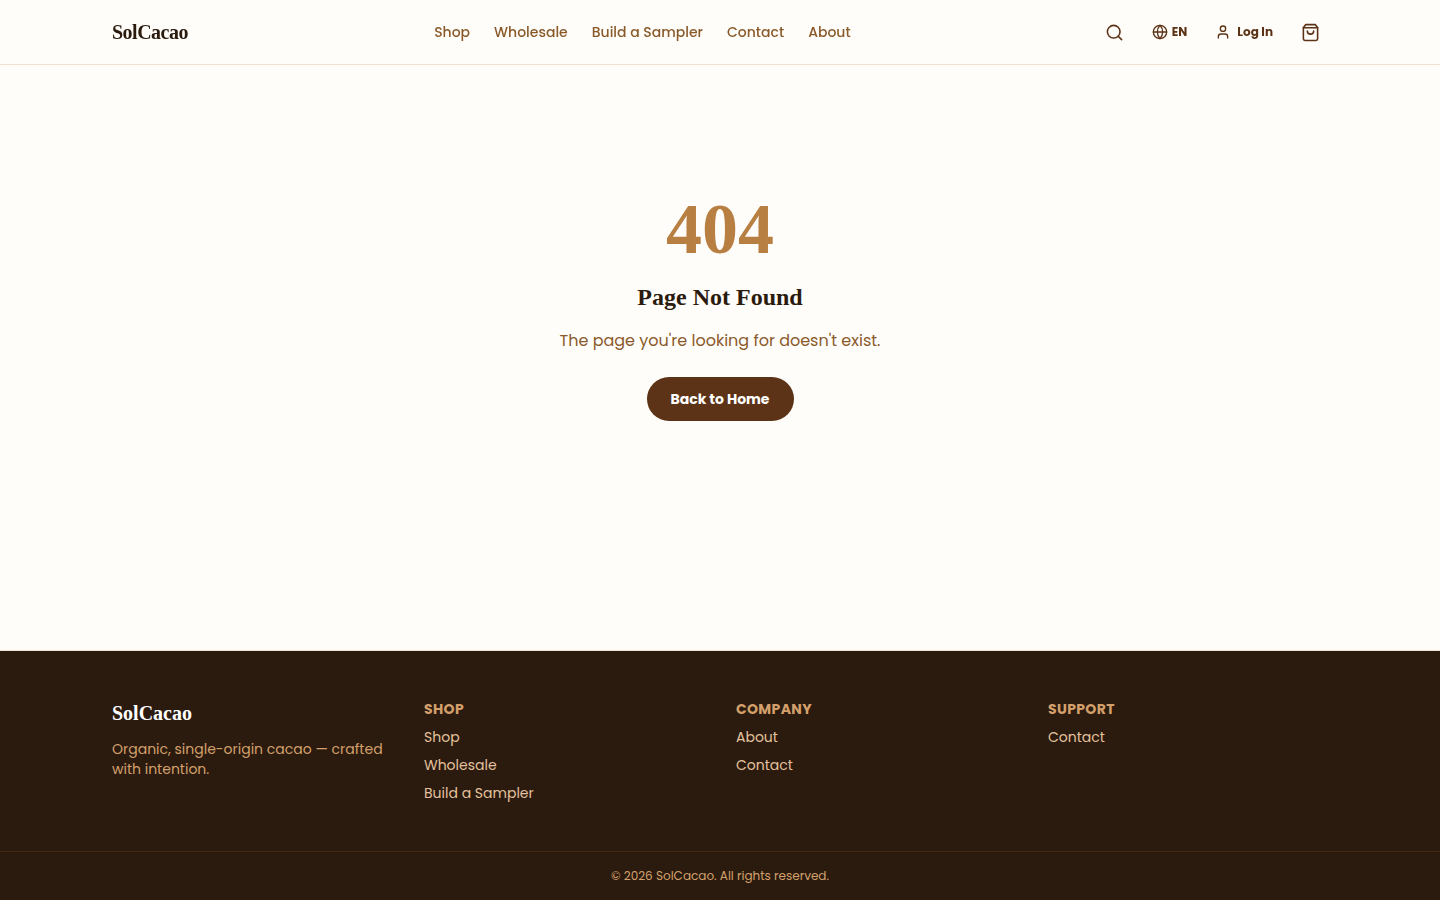 SolCacao
Shop Wholesale Build a Sampler Contact About
EN Log In
404
Page Not Found
The page you're looking for doesn't exist.
Back to Home
SolCacao
Organic, single-origin cacao — crafted
with intention.
SHOP
Shop
Wholesale
Build a Sampler
COMPANY
About
Contact
SUPPORT
Contact
© 2026 SolCacao. All rights reserved.